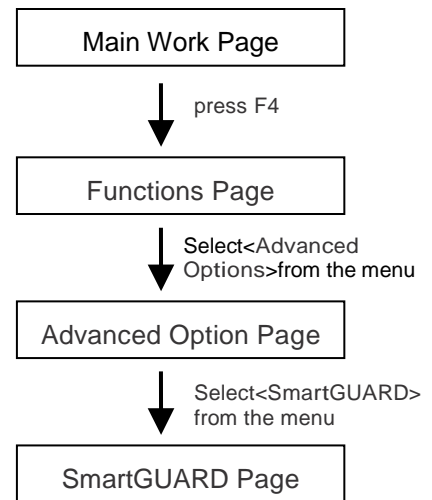 Main Work Page
press F4
Functions Page
Select<Advanced
Options>from the menu
Advanced Option Page
Select<SmartGUARD>
from the menu
SmartGUARD Page